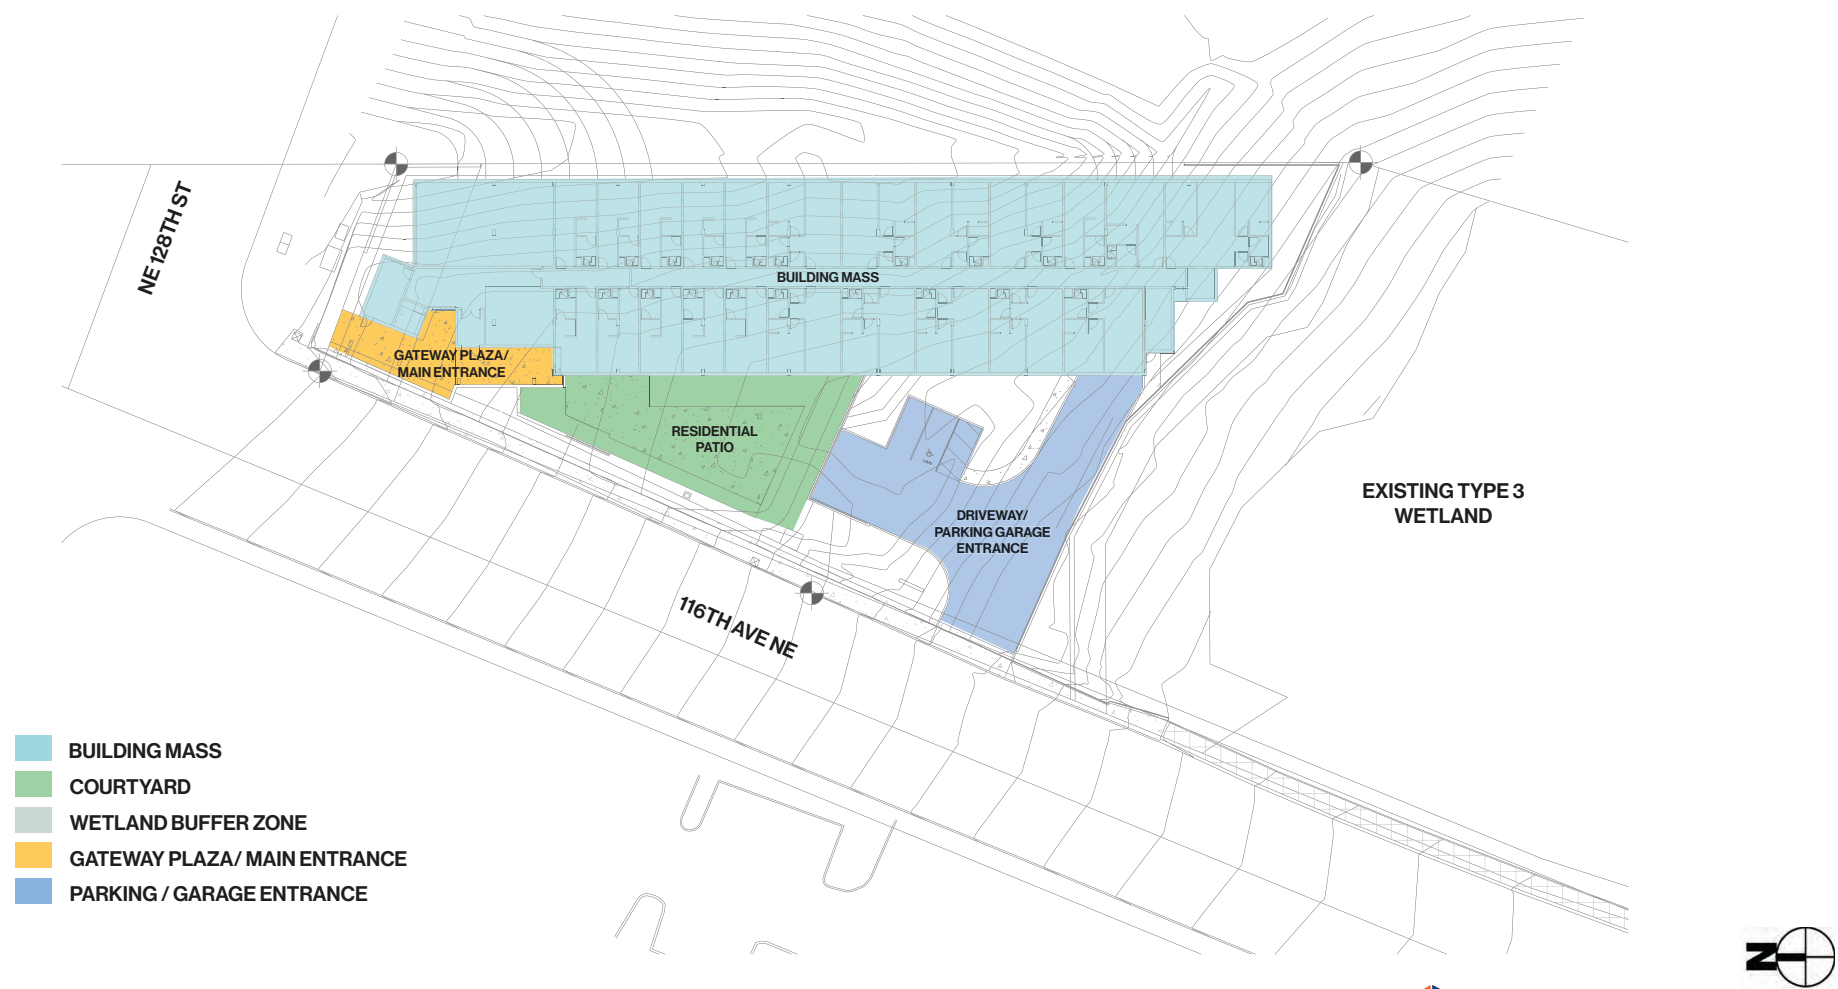 NE 128TH ST
BUILDING MASS
GATEWAY PLAZA/
MAIN ENTRANCE
RESIDENTIAL
PATIO
DRIVEWAY/
PARKING GARAGE
ENTRANCE
EXISTING TYPE 3
WETLAND
116TH AVE NE
BUILDING MASS
COURTYARD
WETLAND BUFFER ZONE
GATEWAY PLAZA/ MAIN ENTRANCE
PARKING / GARAGE ENTRANCE
N